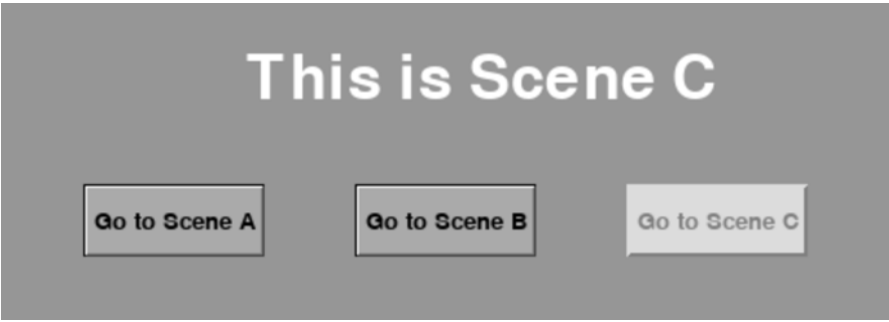 This is Scene C
Go to Scene A
Go to Scene B
Go to Scene C